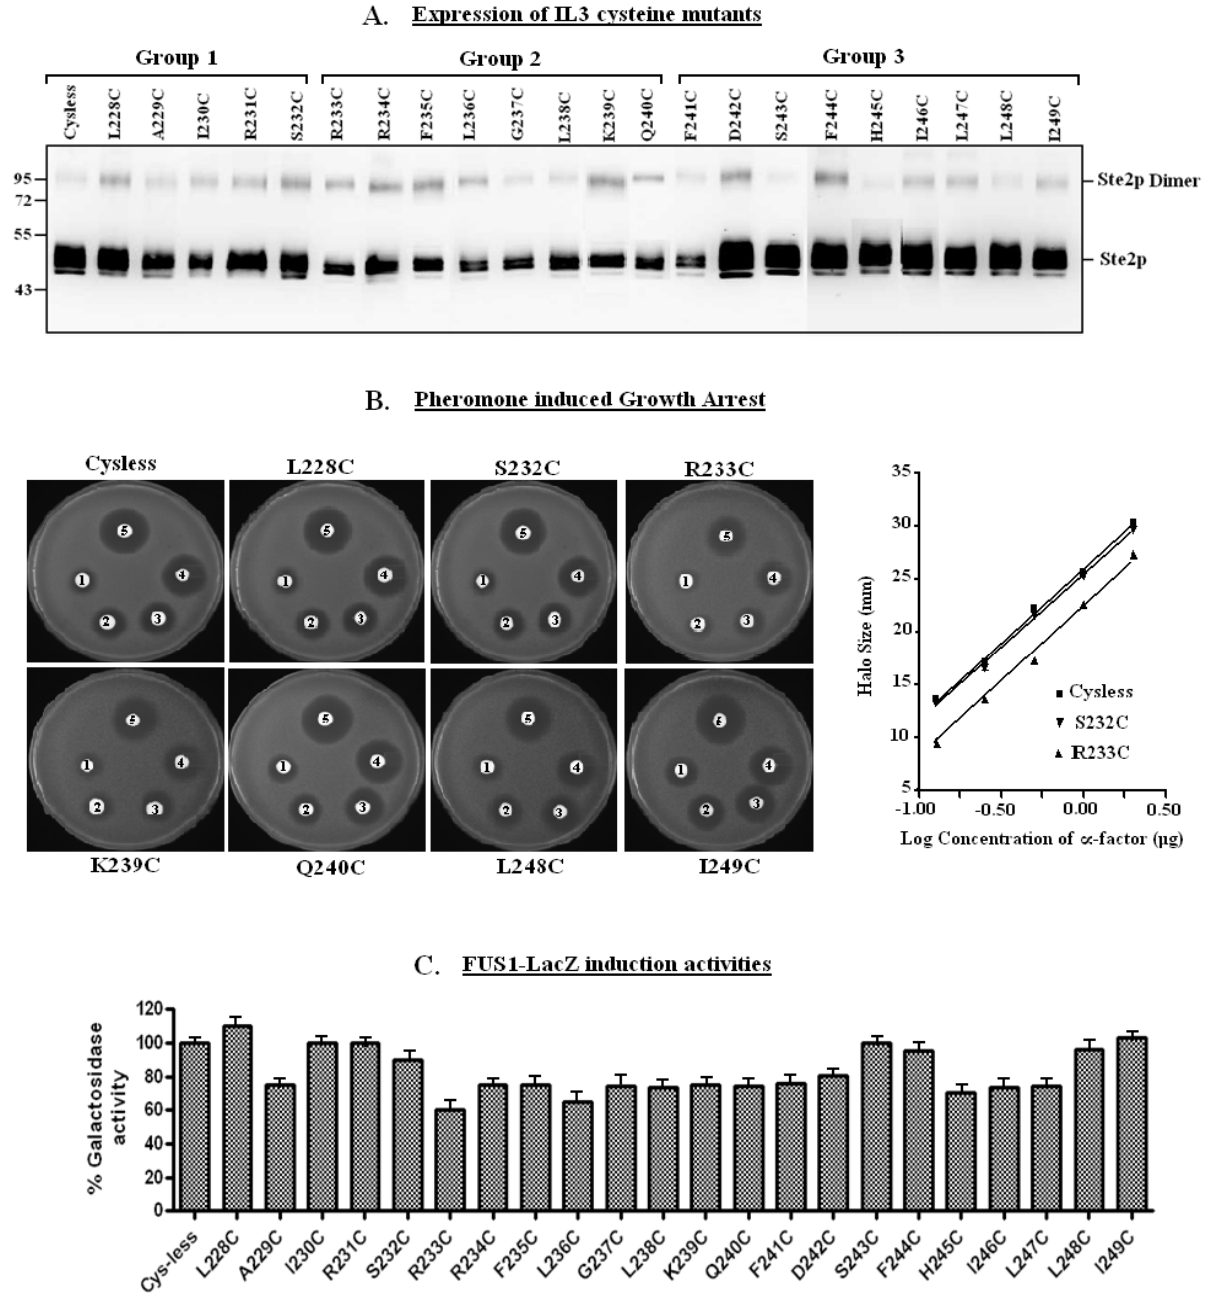 A. Expression of IL3 cysteine mutants
Group 1 Group 2 Group 3
Cysless L228C A229C I230C R231C S232C R233C R234C F235C L236C G237C L238C K239C Q240C F241C D242C S243C F244C H245C I246C L247C L248C I249C
95
72
55
43
Ste2p Dimer
Ste2p
B. Pheromone induced Growth Arrest
Cysless L228C S232C R233C
5 4 3 2 1
5 4 3 2 1
5 4 3 2 1
5 4 3 2 1
5 4 3 2 1
5 4 3 2 1
5 4 3 2 1
5 4 3 2 1
K239C Q240C L248C I249C
Halo Size (mm)
35
30
25
20
15
10
5
Cysless
S232C
R233C
-1.00 -0.50 0.00 0.50
Log Concentration of α-factor (µg)
C. FUS1-LacZ induction activities
% Galactosidase
activity
120
100
80
60
40
20
0
Cys-less L228C A229C I230C R231C S232C R233C R234C F235C L236C G237C L238C K239C Q240C F241C D242C S243C F244C H245C I246C L247C L248C I249C